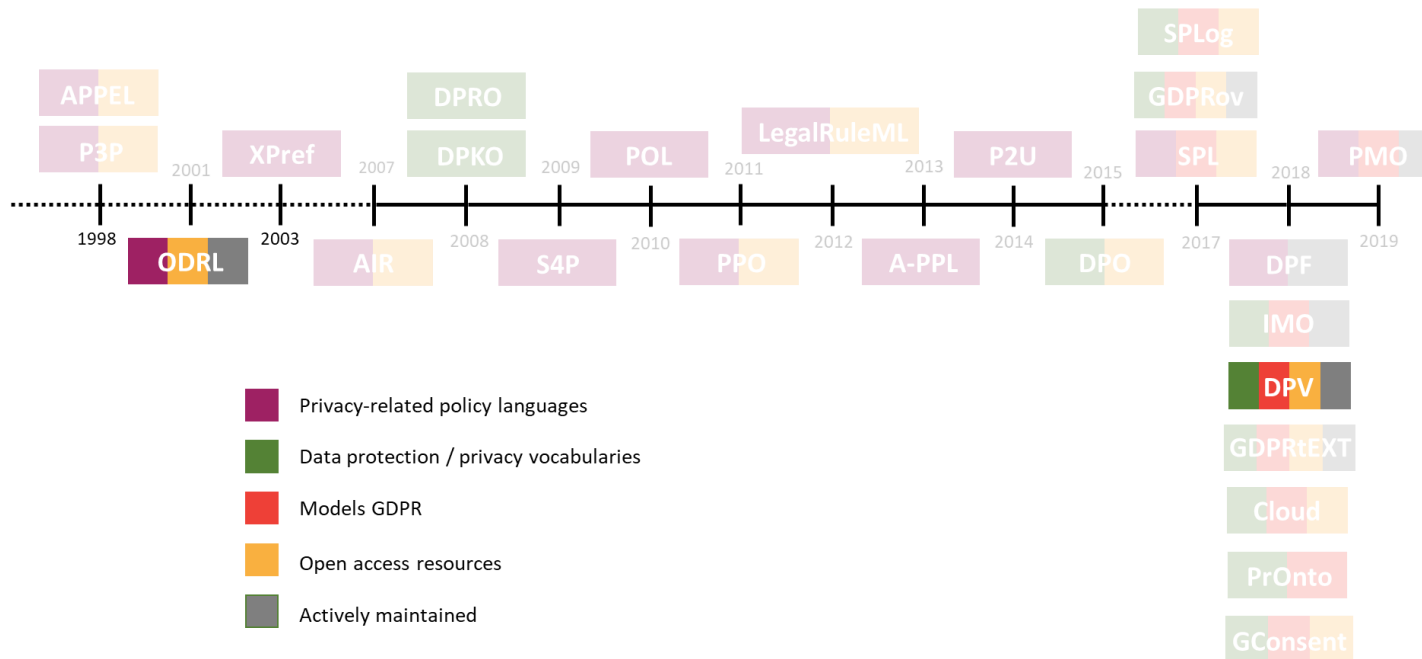 SPLog
APPEL
DPRO
GDPRov
LegalRuleML
P3P
XPref
DPKO
POL
P2U
SPL
PMO
2001
2007
2009
2011
2013
2015
2018
1998
2003
2008
2010
2012
2014
2017
2019
ODRL
AIR
S4P
PPO
A-PPL
DPO
DPF
IMO
DPV
GDPRtEXT
Cloud
PrOnto
GConsent
Privacy-related policy languages
Data protection / privacy vocabularies
Models GDPR
Open access resources
Actively maintained